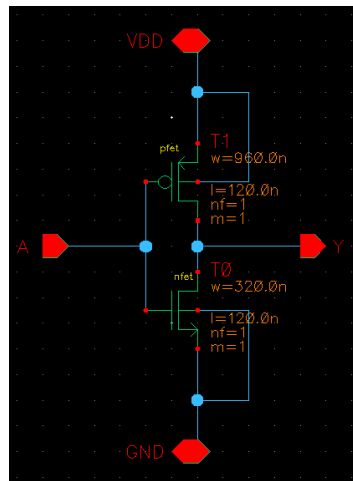 VDD
pfet
T1
w=960.0n
l=120.0n
nf=1
m=1
A
Y
nfet
T0
w=320.0n
l=120.0n
nf=1
m=1
GND